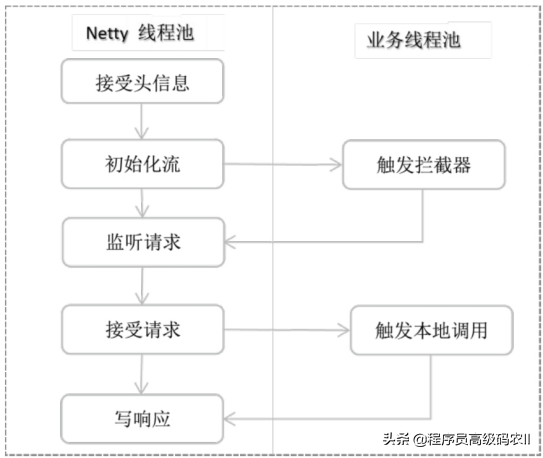 Netty 线程池
业务线程池
接受头信息
初始化流
触发拦截器
监听请求
接受请求
触发本地调用
写响应
头条 @程序员高级码农II